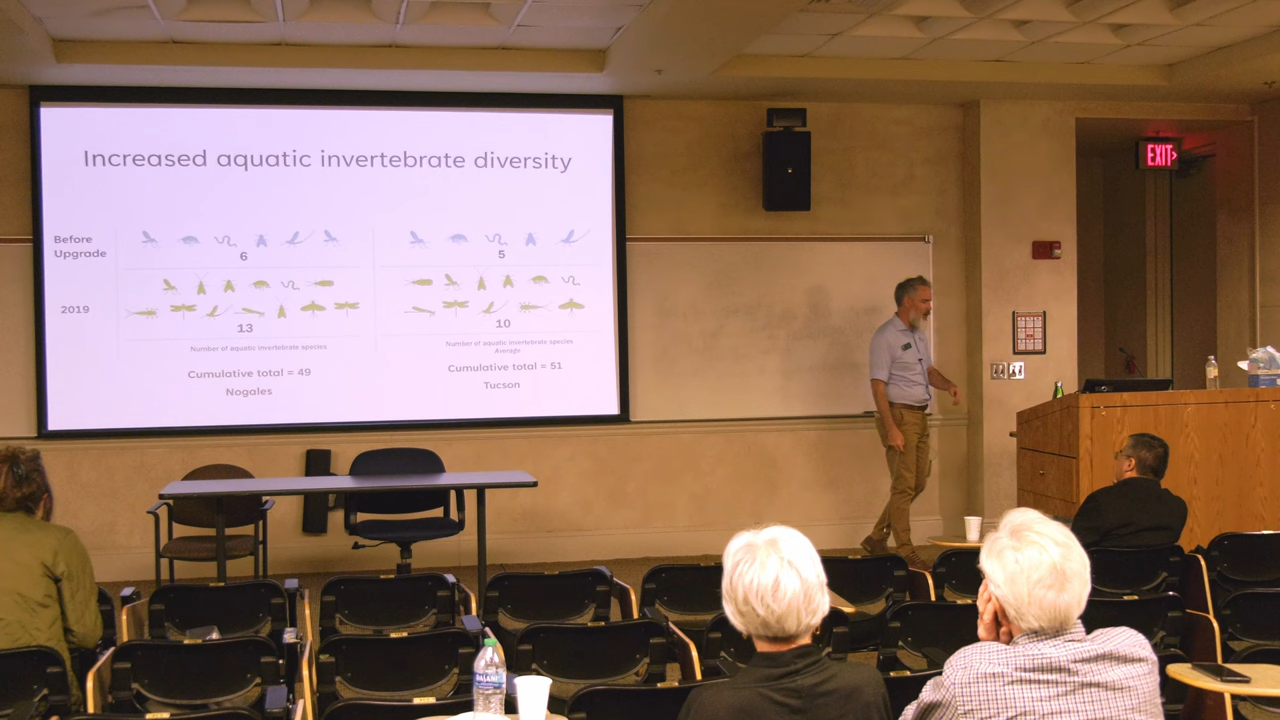 Increased aquatic invertebrate diversity
Before
Upgrade
6
5
2019
13
10
Number of aquatic invertebrate species
Number of aquatic invertebrate species
Average
Cumulative total = 49
Cumulative total = 51
Nogales
Tucson
EXIT
DASANI